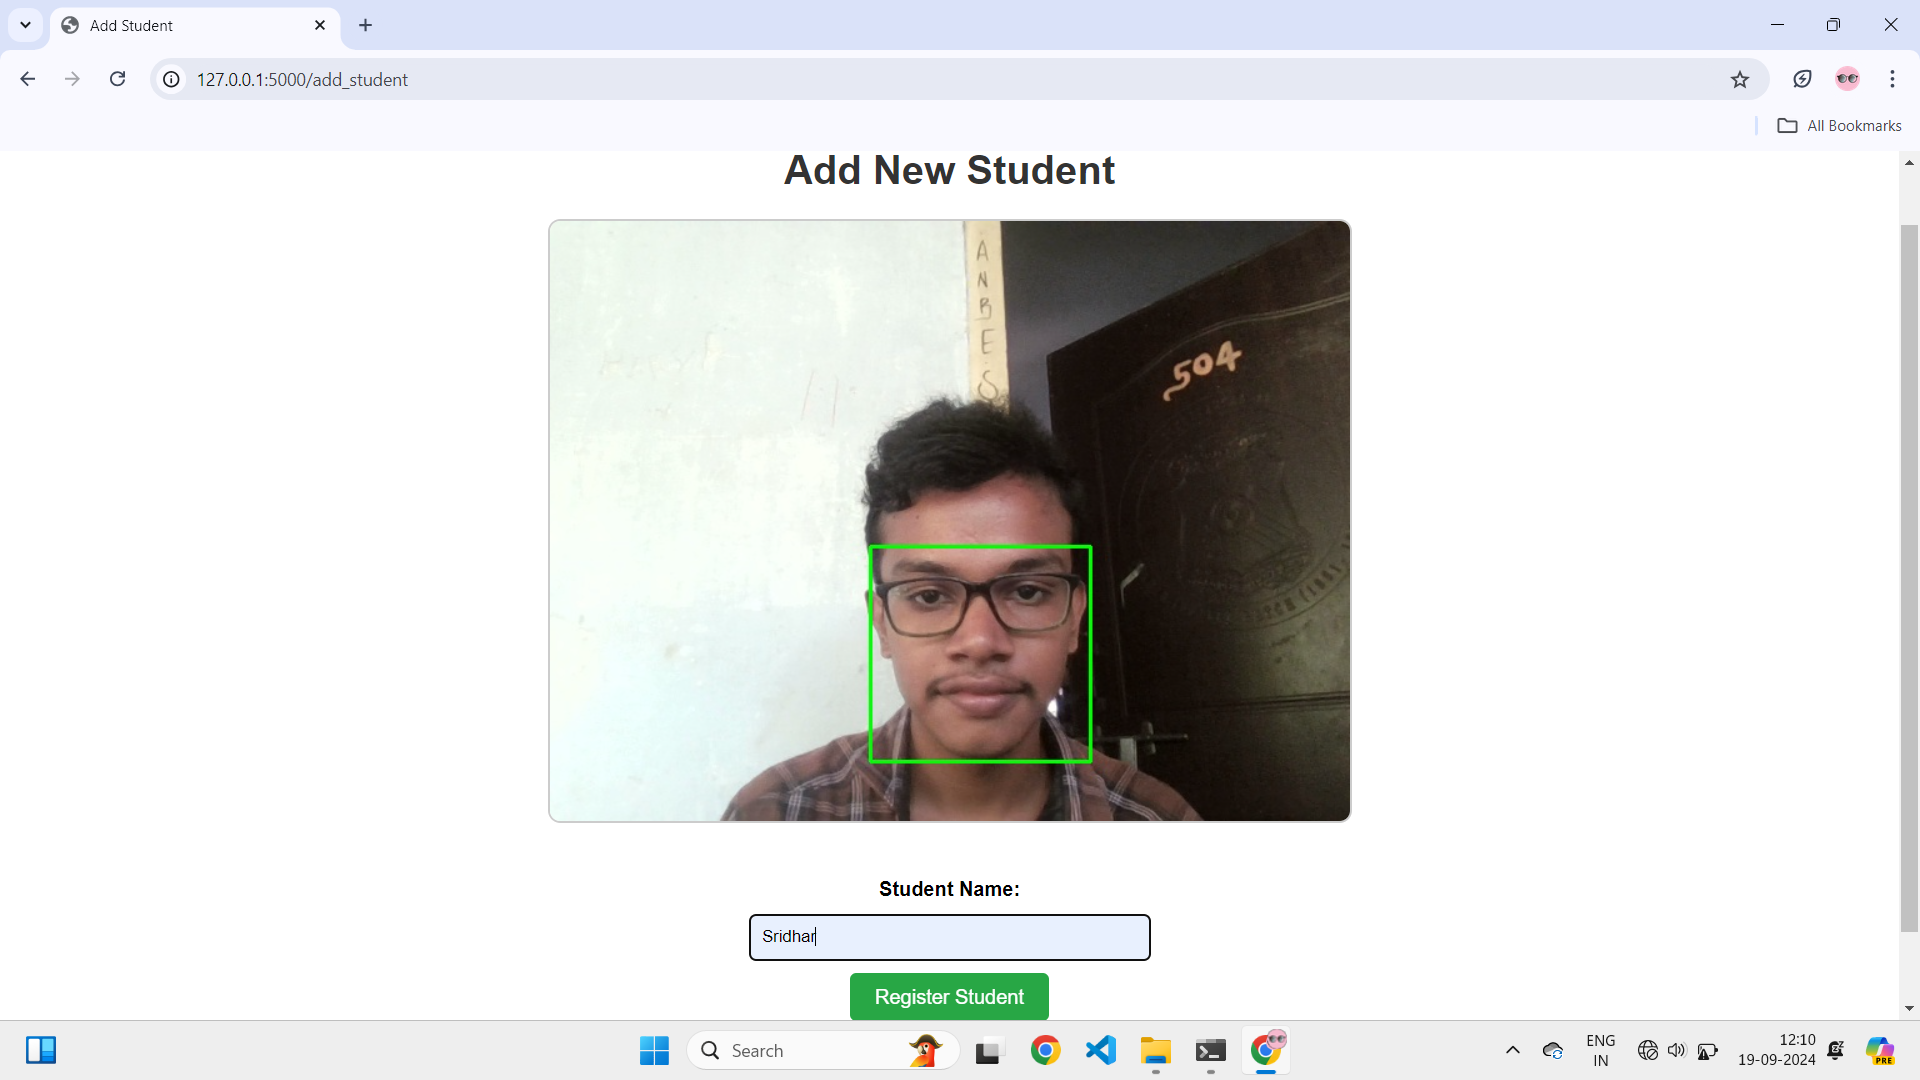 Add Student
127.0.0.1:5000/add_student
All Bookmarks
Add New Student
ANBES
504
Student Name:
Sridhar
Register Student
Search
ENG
IN
12:10
19-09-2024
PRE